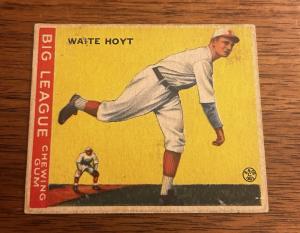 WAITE HOYT
BIG LEAGUE
CHEWING
GUM